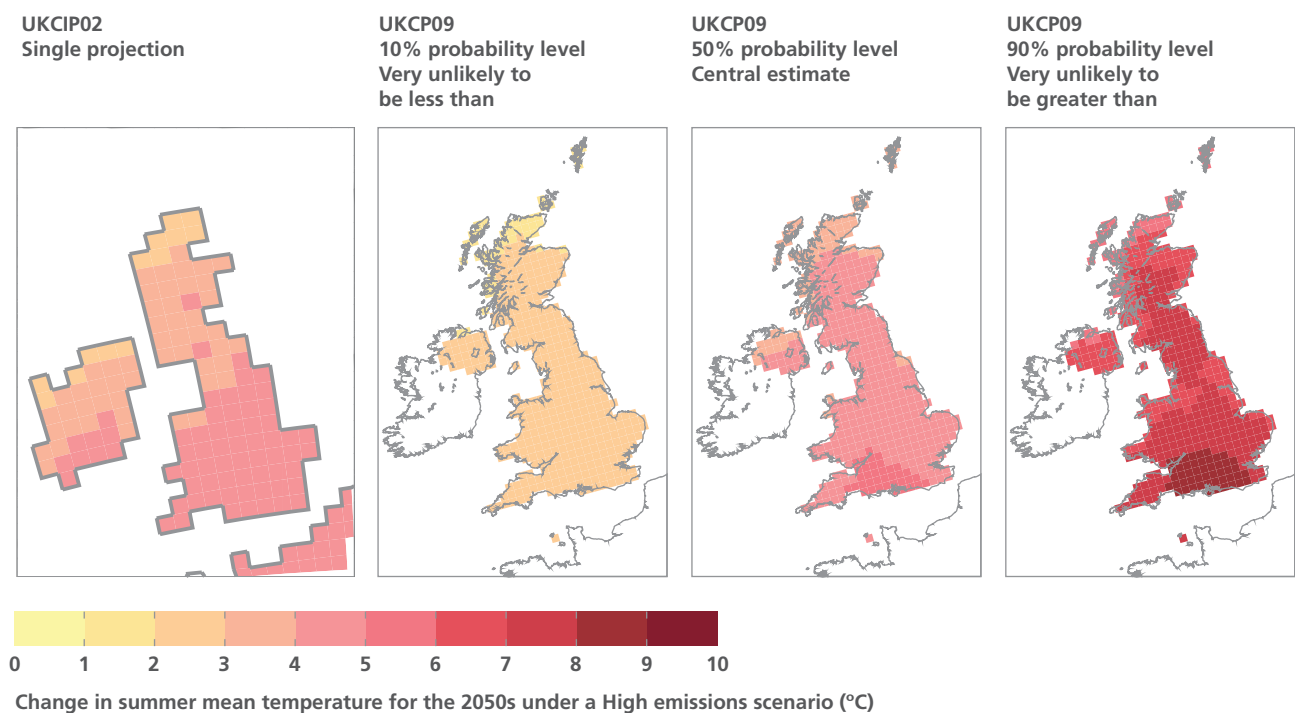 UKCIP02
Single projection
UKCP09
10% probability level
Very unlikely to
be less than
UKCP09
50% probability level
Central estimate
UKCP09
90% probability level
Very unlikely to
be greater than
0 1 2 3 4 5 6 7 8 9 10
Change in summer mean temperature for the 2050s under a High emissions scenario (ºC)